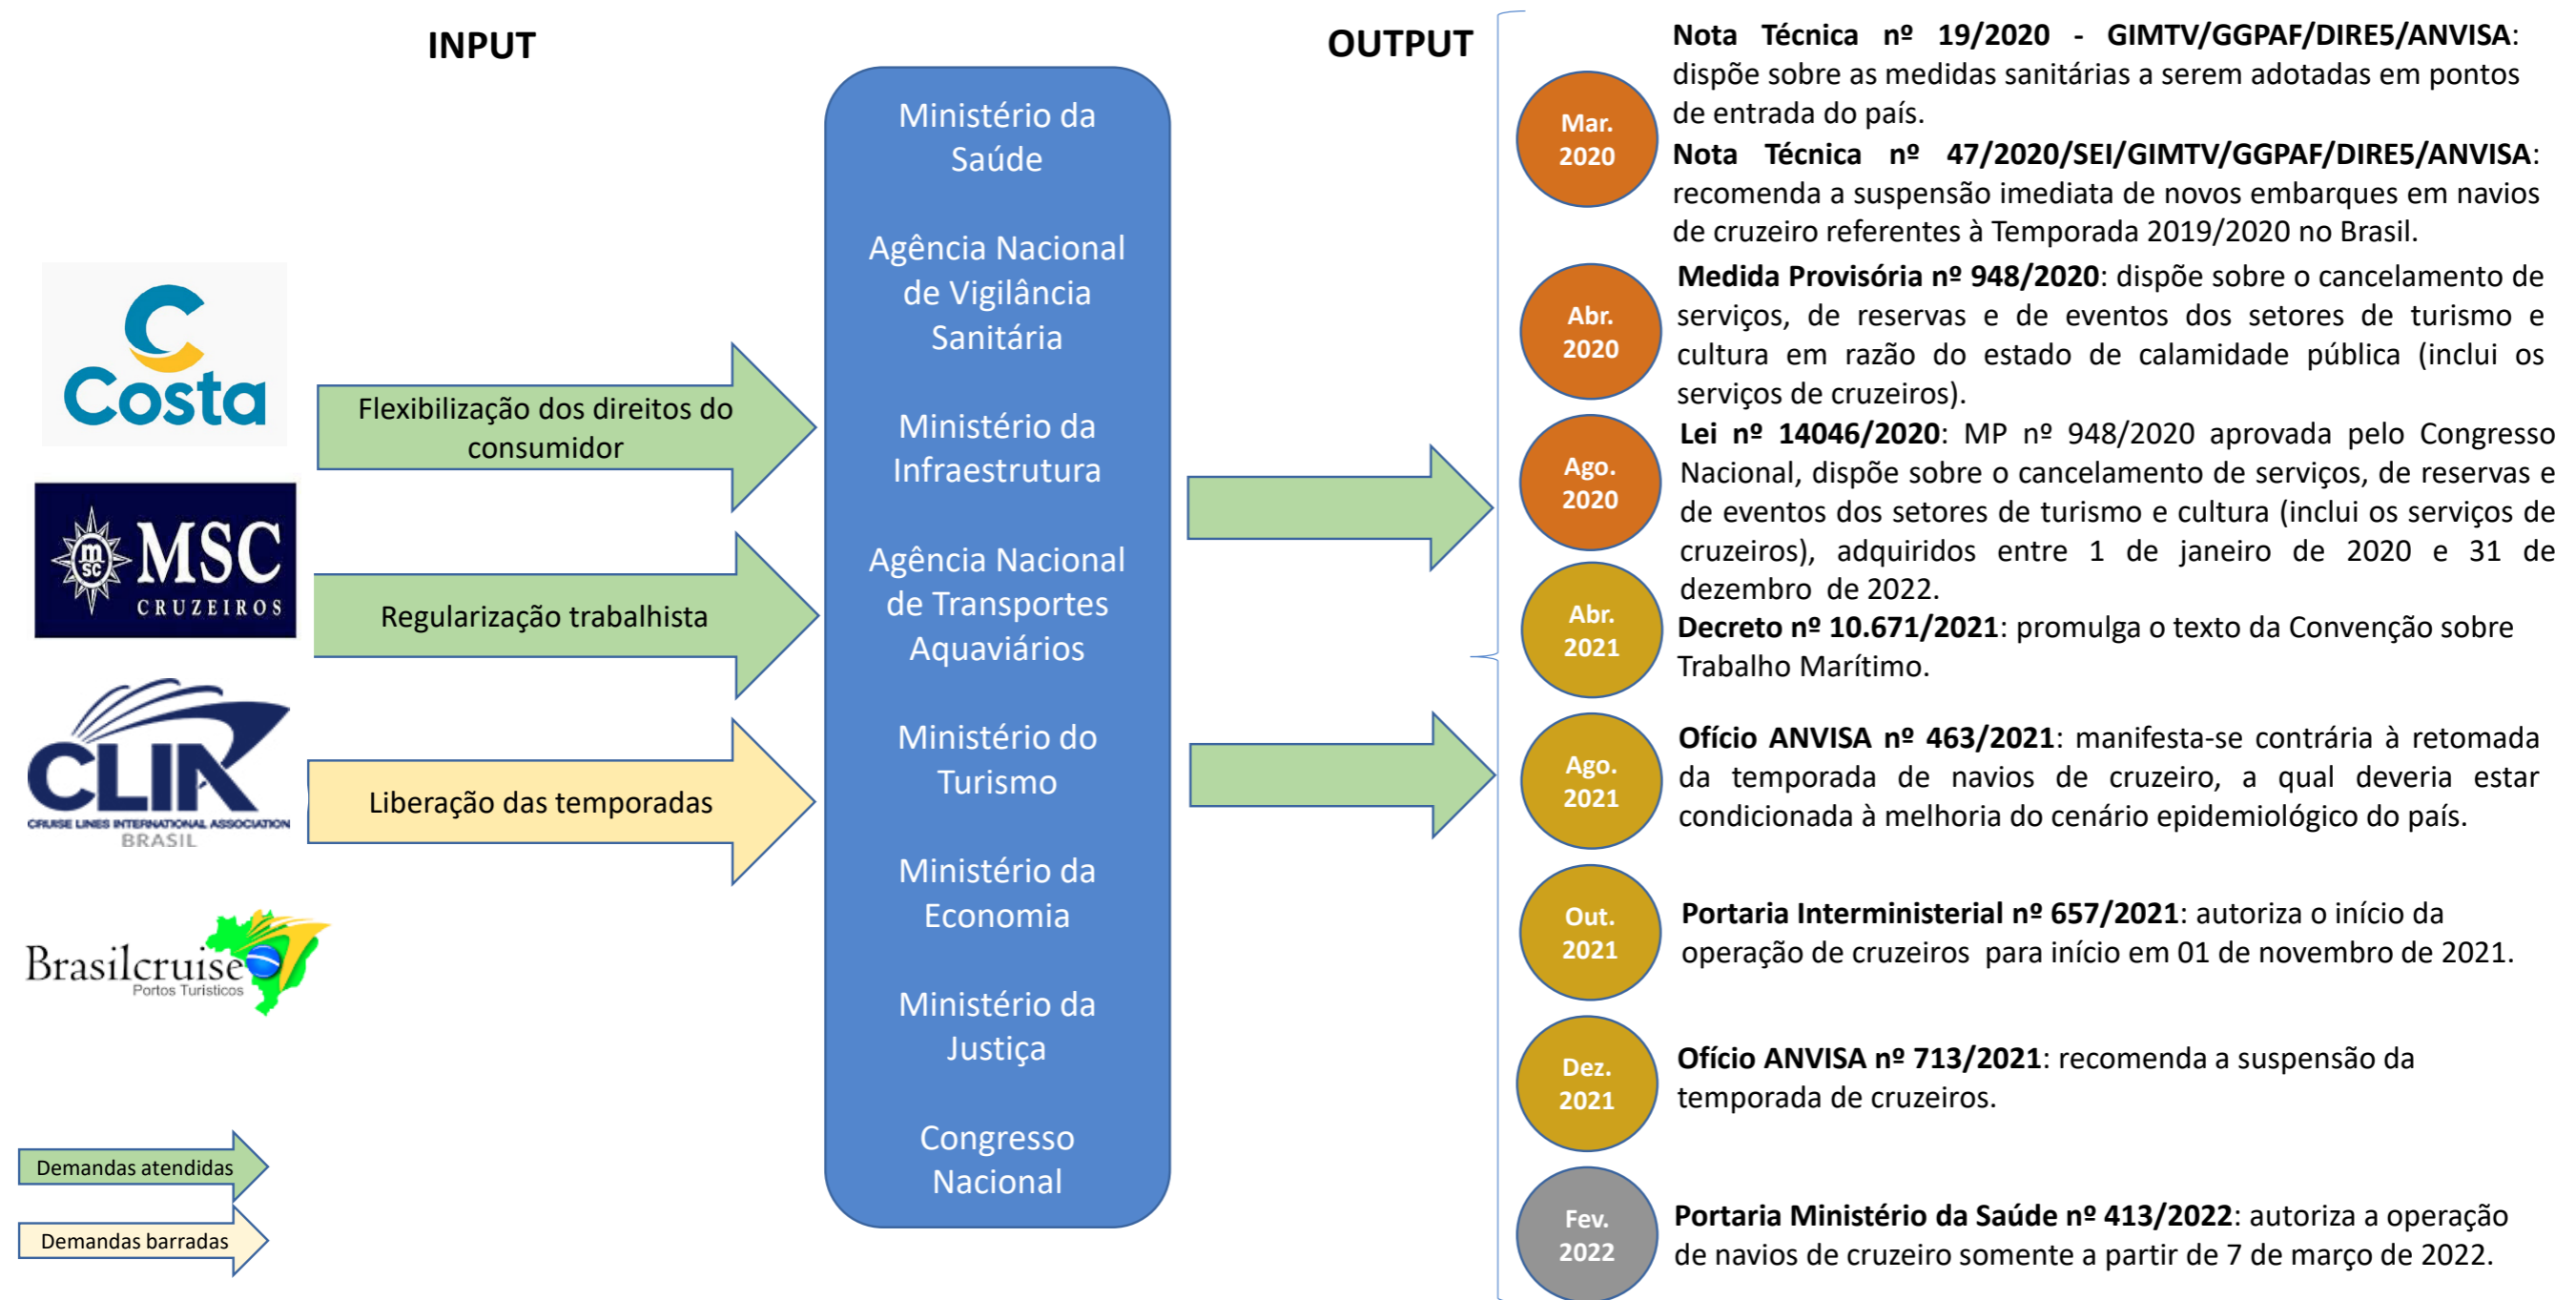 INPUT
OUTPUT
Costa
MSC
CRUZEIROS
CLIA
CRUISE LINES INTERNATIONAL ASSOCIATION
BRASIL
Brasilcruise
Portos Turísticos
Flexibilização dos direitos do
consumidor
Regularização trabalhista
Liberação das temporadas
Demandas atendidas
Demandas barradas
Ministério da
Saúde
Agência Nacional
de Vigilância
Sanitária
Ministério da
Infraestrutura
Agência Nacional
de Transportes
Aquaviários
Ministério do
Turismo
Ministério da
Economia
Ministério da
Justiça
Congresso
Nacional
Mar.
2020
Nota Técnica nº 19/2020 - GIMTV/GGPAF/DIRE5/ANVISA:
dispõe sobre as medidas sanitárias a serem adotadas em pontos
de entrada do país.
Nota Técnica nº 47/2020/SEI/GIMTV/GGPAF/DIRE5/ANVISA:
recomenda a suspensão imediata de novos embarques em navios
de cruzeiro referentes à Temporada 2019/2020 no Brasil.
Abr.
2020
Medida Provisória nº 948/2020: dispõe sobre o cancelamento de
serviços, de reservas e de eventos dos setores de turismo e
cultura em razão do estado de calamidade pública (inclui os
serviços de cruzeiros).
Ago.
2020
Lei nº 14046/2020: MP nº 948/2020 aprovada pelo Congresso
Nacional, dispõe sobre o cancelamento de serviços, de reservas e
de eventos dos setores de turismo e cultura (inclui os serviços de
cruzeiros), adquiridos entre 1 de janeiro de 2020 e 31 de
dezembro de 2022.
Abr.
2021
Decreto nº 10.671/2021: promulga o texto da Convenção sobre
Trabalho Marítimo.
Ago.
2021
Ofício ANVISA nº 463/2021: manifesta-se contrária à retomada
da temporada de navios de cruzeiro, a qual deveria estar
condicionada à melhoria do cenário epidemiológico do país.
Out.
2021
Portaria Interministerial nº 657/2021: autoriza o início da
operação de cruzeiros para início em 01 de novembro de 2021.
Dez.
2021
Ofício ANVISA nº 713/2021: recomenda a suspensão da
temporada de cruzeiros.
Fev.
2022
Portaria Ministério da Saúde nº 413/2022: autoriza a operação
de navios de cruzeiro somente a partir de 7 de março de 2022.